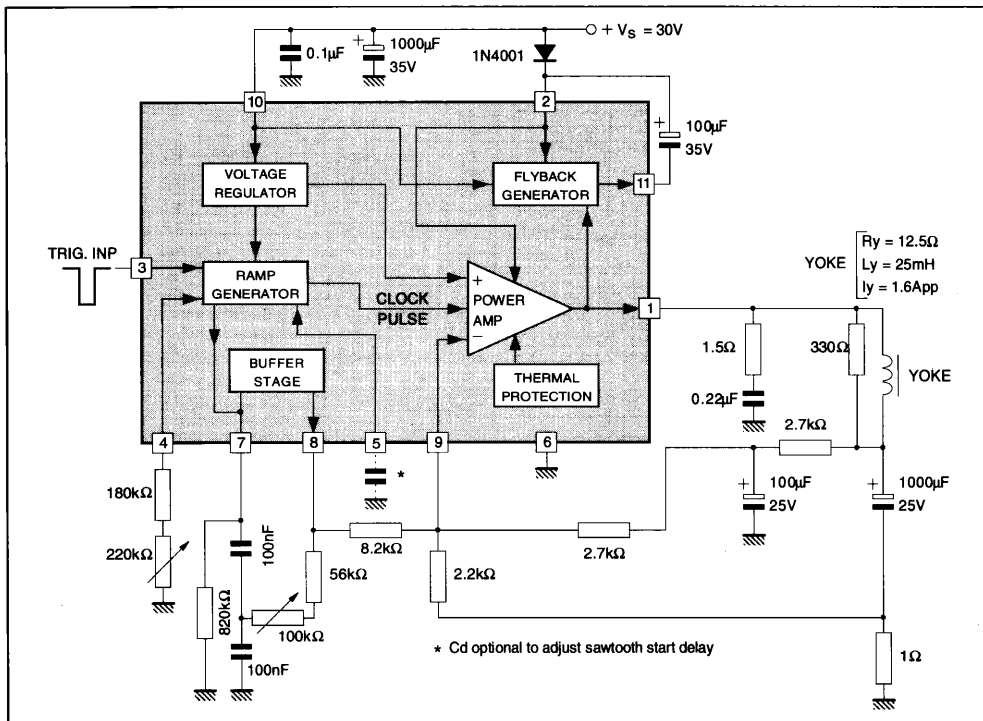 + VS = 30V
0.1µF
1000µF
35V
1N4001
10
2
100µF
35V
VOLTAGE
REGULATOR
FLYBACK
GENERATOR
11
TRIG. INP
3
RAMP
GENERATOR
CLOCK
PULSE
+
POWER
AMP
−
1
YOKE
Ry = 12.5Ω
Ly = 25mH
Iy = 1.6App
BUFFER
STAGE
THERMAL
PROTECTION
1.5Ω
0.22µF
330Ω
YOKE
4
7
8
5
9
6
2.7kΩ
*
180kΩ
220kΩ
820kΩ
100nF
100nF
100kΩ
56kΩ
8.2kΩ
2.2kΩ
2.7kΩ
+
100µF
25V
+
1000µF
25V
+
+
1Ω
* Cd optional to adjust sawtooth start delay